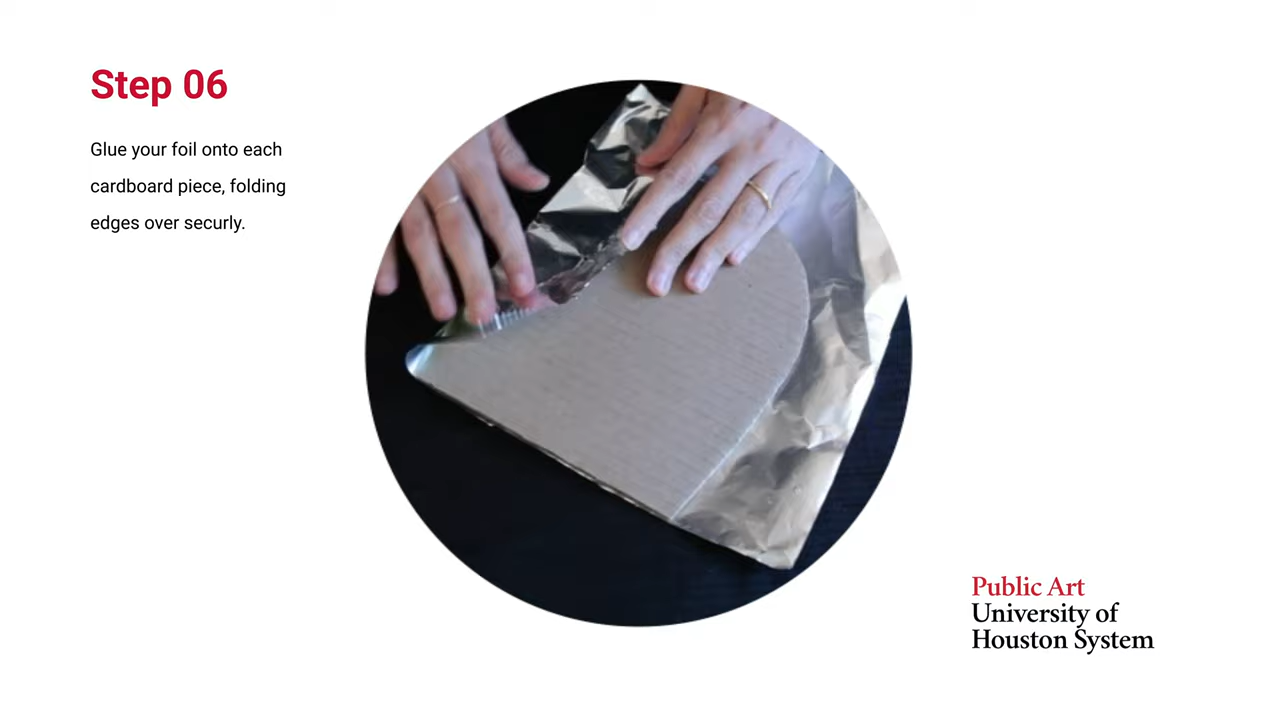 Step 06
Glue your foil onto each
cardboard piece, folding
edges over securly.
Public Art
University of
Houston System